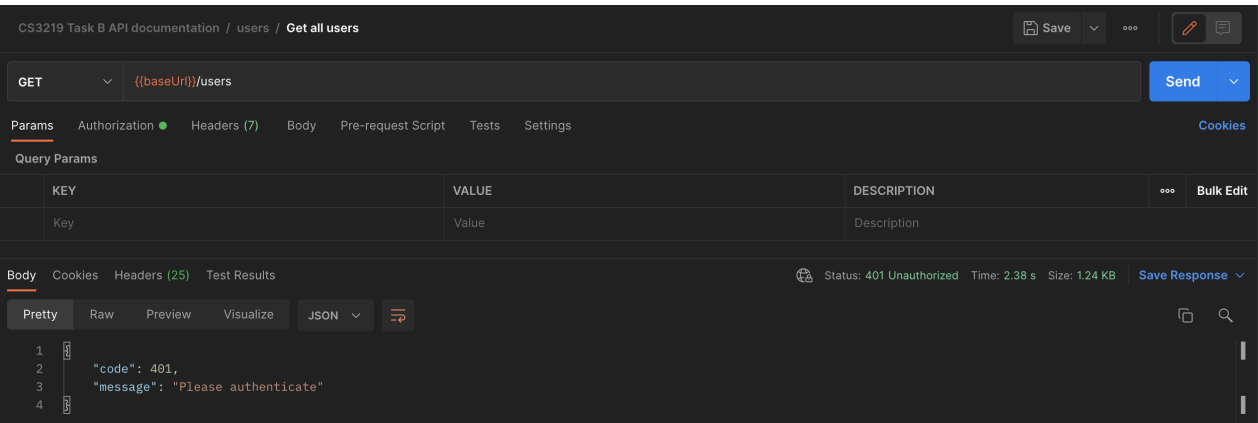 CS3219 Task B API documentation / users / Get all users Save ooo
GET {{baseUrl}}/users Send
Params Authorization Headers (7) Body Pre-request Script Tests Settings Cookies
Query Params
KEY VALUE DESCRIPTION ooo Bulk Edit
Key Value Description
Body Cookies Headers (25) Test Results Status: 401 Unauthorized Time: 2.38 s Size: 1.24 KB Save Response
Pretty Raw Preview Visualize JSON
1 {
2 "code": 401,
3 "message": "Please authenticate"
4 }